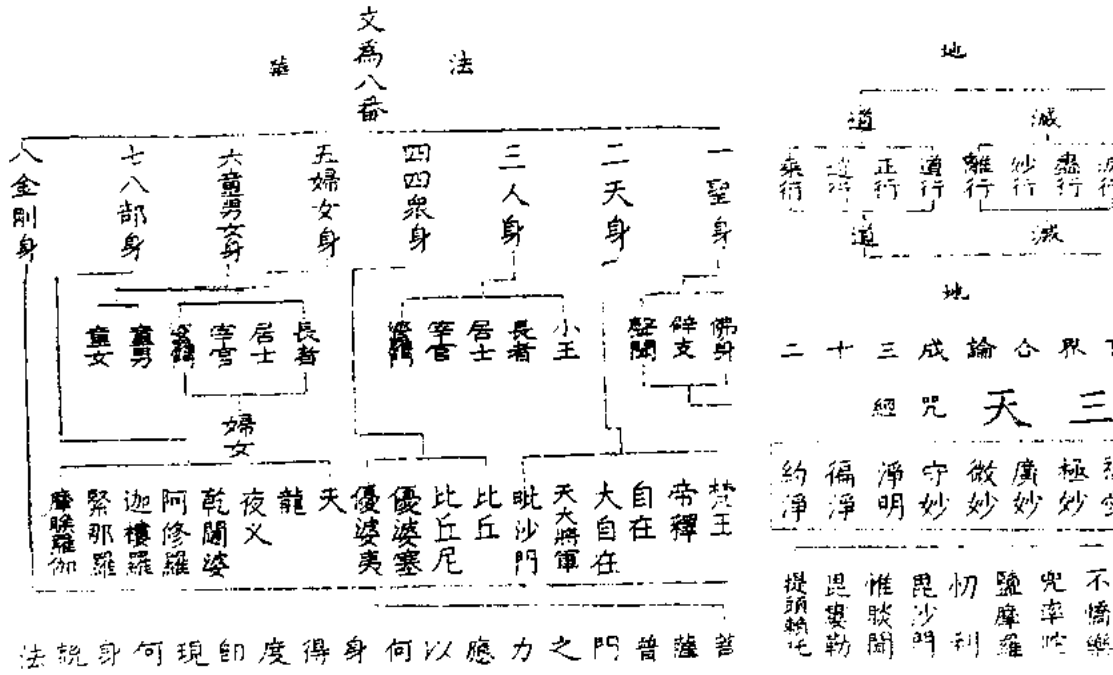 法華
文為八番
一聖身
二天身
三人身
四四眾身
五婦女身
六童男女身
七八部身
八金剛身
佛身
辟支
聲聞
小王
長者
居士
宰官
婆羅門
長者
居士
宰官
婆羅門
童男
童女
婦女
梵王
帝釋
自在
大自在
天大將軍
毗沙門
比丘
比丘尼
優婆塞
優婆夷
天
龍
夜叉
乾闥婆
阿修羅
迦樓羅
緊那羅
摩睺羅伽
菩薩普門之力應以何身得度即現何身說法
地
滅
道
盡行
妙行
離行
道行
正行
乘行
滅
道
地
界合論成三十二
三天
咒經
極妙
廣妙
微妙
守妙
淨明
徧淨
約淨
不憍樂
兜率陀
鹽摩羅
忉利
毘沙門
惟睒聞
毘婁勒
提頭賴吒